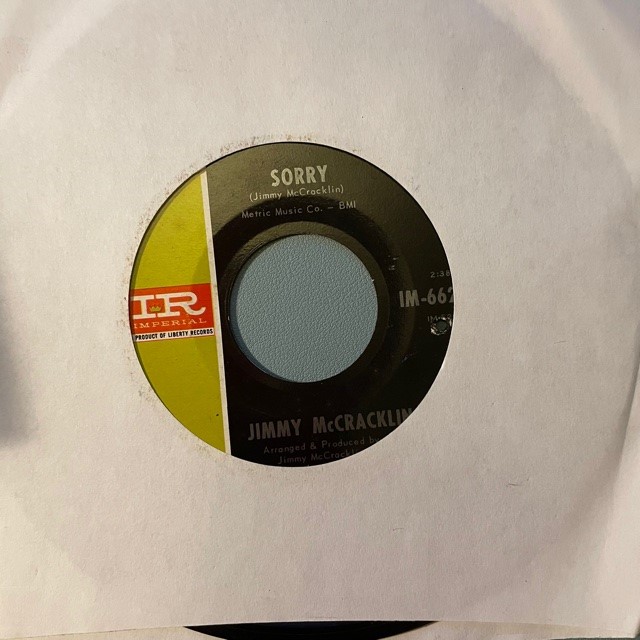 SORRY
(Jimmy McCracklin)
Metric Music Co. — BMI
2:38
IM-662
IR
IMPERIAL
PRODUCT OF LIBERTY RECORDS
JIMMY McCRACKLIN
Arranged & Produced by
Jimmy McCrackl